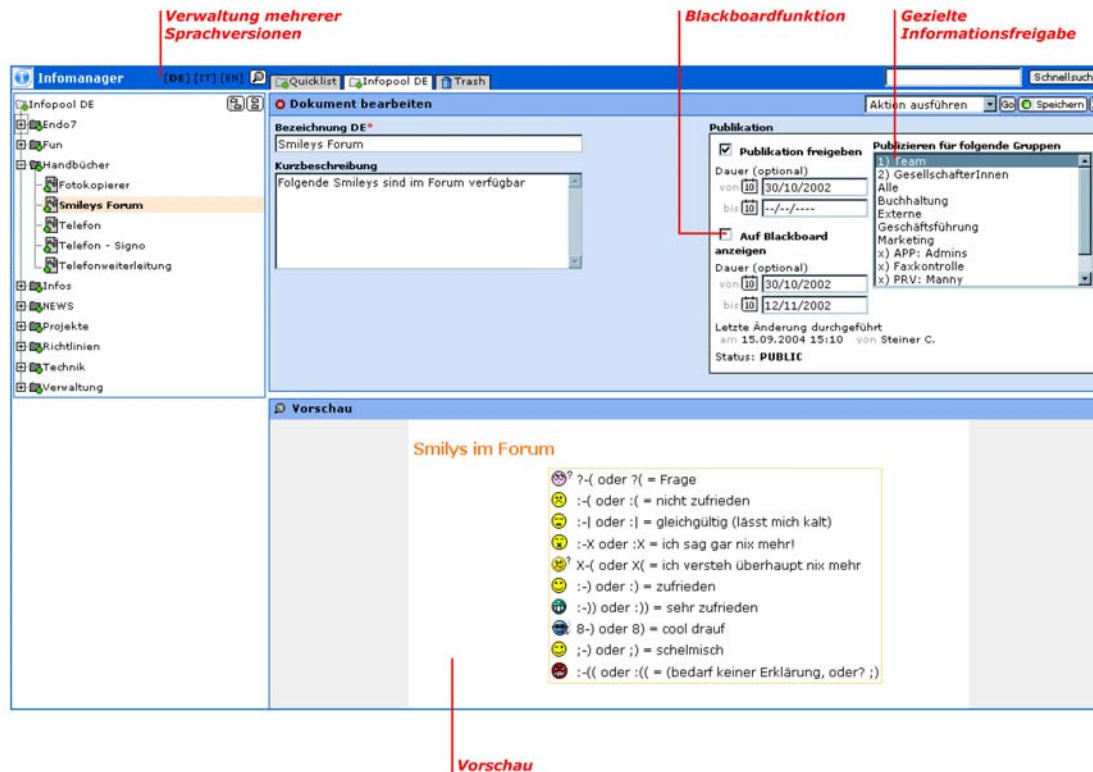 Verwaltung mehrerer
Sprachversionen
Blackboardfunktion
Gezielte
Informationsfreigabe
Infomanager [DE] [IT] [EN]
Quicklist Infopool DE Trash
Schnellsuch
Infopool DE
Endo7
Fun
Handbücher
Fotokopierer
Smileys Forum
Telefon
Telefon - Signo
Telefonweiterleitung
Infos
NEWS
Projekte
Richtlinien
Technik
Verwaltung
Dokument bearbeiten
Aktion ausführen Go Speichern
Bezeichnung DE*
Smileys Forum
Kurzbeschreibung
Folgende Smileys sind im Forum verfügbar
Publikation
Publikation freigeben
Dauer (optional)
von 10 30/10/2002
bis 10 --/--/----
Auf Blackboard
anzeigen
Dauer (optional)
von 10 30/10/2002
bis 10 12/11/2002
Letzte Änderung durchgeführt
am 15.09.2004 15:10 von Steiner C.
Status: PUBLIC
Publizieren für folgende Gruppen
1) Team
2) GesellschafterInnen
Alle
Buchhaltung
Externe
Geschäftsführung
Marketing
x) APP: Admins
x) Faxkontrolle
x) PRV: Manny
Vorschau
Smilys im Forum
? ?-( oder ?( = Frage
:-( oder :( = nicht zufrieden
:-| oder :| = gleichgültig (lässt mich kalt)
:-X oder :X = ich sag gar nix mehr!
? X-( oder X( = ich versteh überhaupt nix mehr
:-) oder :) = zufrieden
:-)) oder :)) = sehr zufrieden
8-) oder 8) = cool drauf
;-) oder ;) = schelmisch
:-(( oder :(( = (bedarf keiner Erklärung, oder? ;)
Vorschau